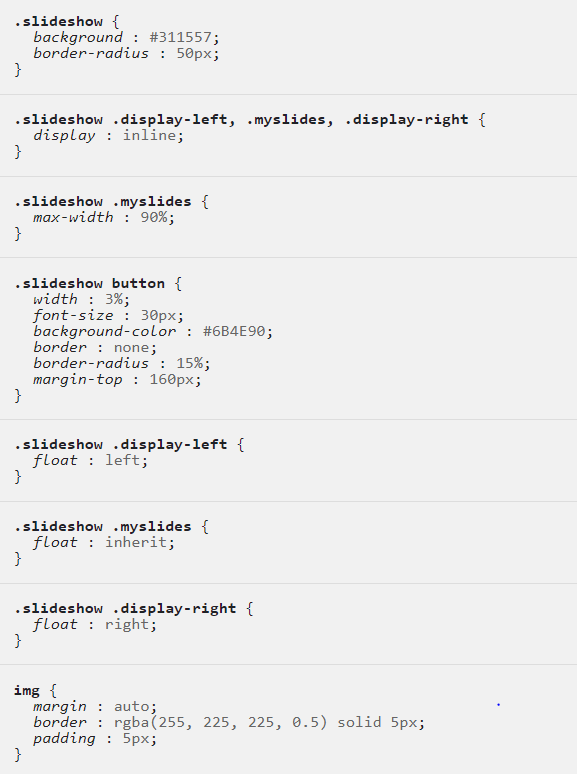 .slideshow {
background : #311557;
border-radius : 50px;
}
.slideshow .display-left, .myslides, .display-right {
display : inline;
}
.slideshow .myslides {
max-width : 90%;
}
.slideshow button {
width : 3%;
font-size : 30px;
background-color : #6B4E90;
border : none;
border-radius : 15%;
margin-top : 160px;
}
.slideshow .display-left {
float : left;
}
.slideshow .myslides {
float : inherit;
}
.slideshow .display-right {
float : right;
}
img {
margin : auto;
border : rgba(255, 225, 225, 0.5) solid 5px;
padding : 5px;
}